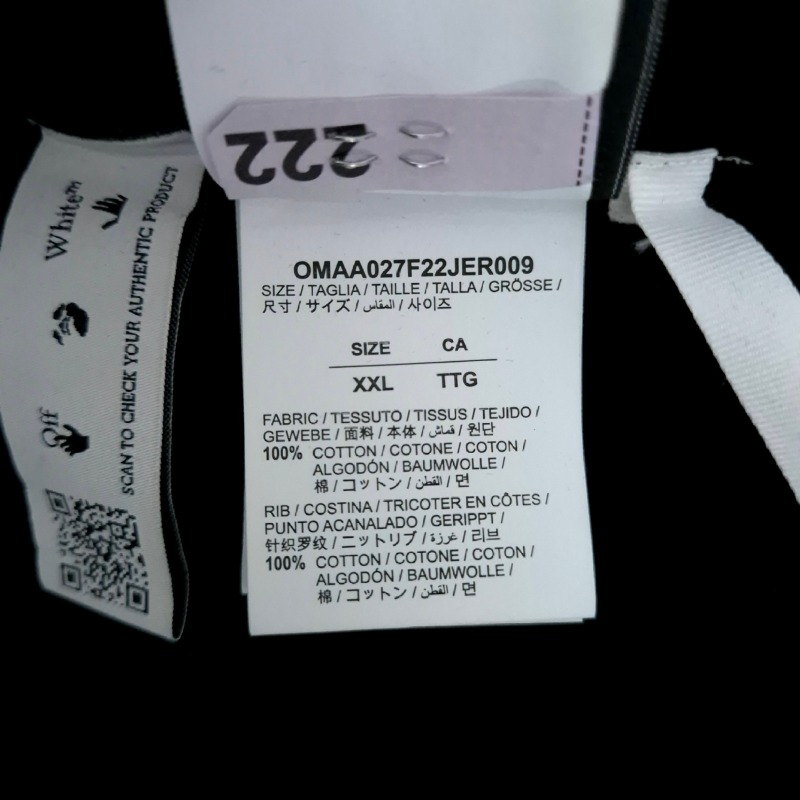 222
OMAA027F22JER009
SIZE / TAGLIA / TAILLE / TALLA / GRÖSSE /
尺寸 / サイズ / المقاس / 사이즈
SIZE CA
XXL TTG
FABRIC / TESSUTO / TISSUS / TEJIDO /
GEWEBE / 面料 / 本体 / قماش / 원단
100% COTTON / COTONE / COTON /
ALGODÓN / BAUMWOLLE /
棉 / コットン / القطن / 면
RIB / COSTINA / TRICOTER EN CÔTES /
PUNTO ACANALADO / GERIPPT /
针织罗纹 / ニットリブ / غرزة / 리브
100% COTTON / COTONE / COTON /
ALGODÓN / BAUMWOLLE /
棉 / コットン / القطن / 면
Off White™
SCAN TO CHECK YOUR AUTHENTIC PRODUCT